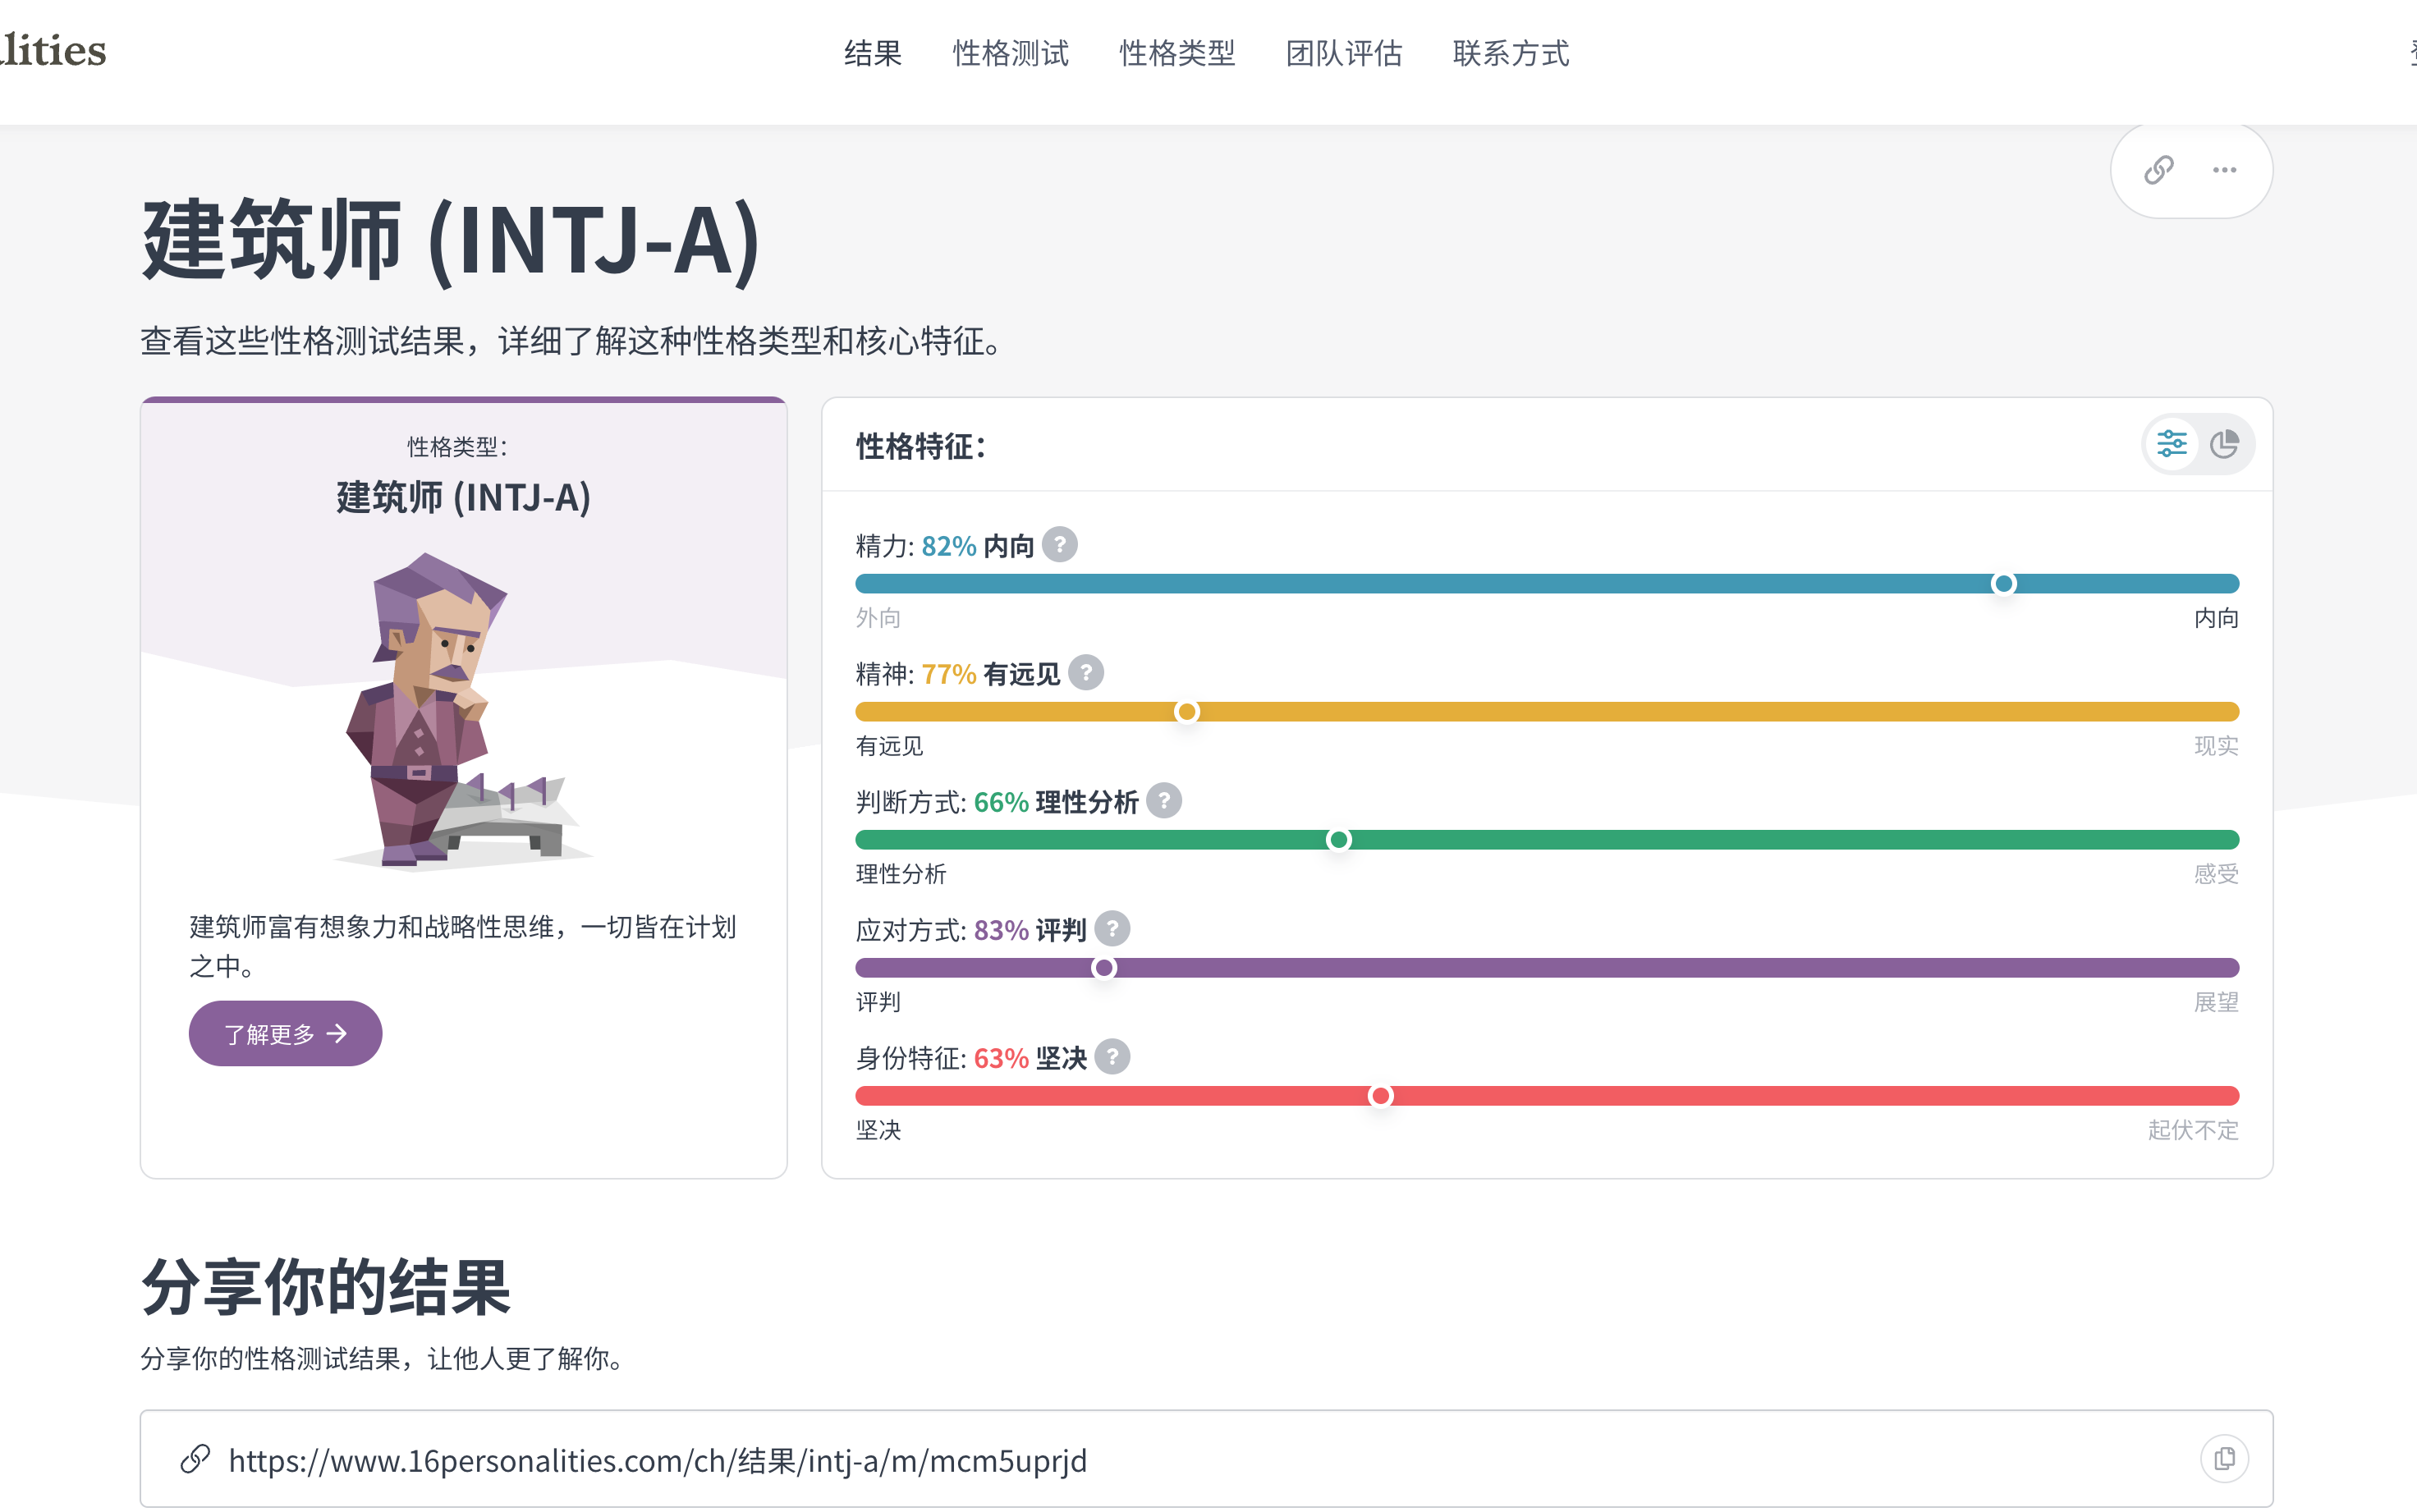 lities
结果 性格测试 性格类型 团队评估 联系方式
建筑师 (INTJ-A)
查看这些性格测试结果，详细了解这种性格类型和核心特征。
性格类型：
建筑师 (INTJ-A)
建筑师富有想象力和战略性思维，一切皆在计划
之中。
了解更多 →
性格特征：
精力: 82% 内向 ?
外向 内向
精神: 77% 有远见 ?
有远见 现实
判断方式: 66% 理性分析 ?
理性分析 感受
应对方式: 83% 评判 ?
评判 展望
身份特征: 63% 坚决 ?
坚决 起伏不定
分享你的结果
分享你的性格测试结果，让他人更了解你。
https://www.16personalities.com/ch/结果/intj-a/m/mcm5uprjd